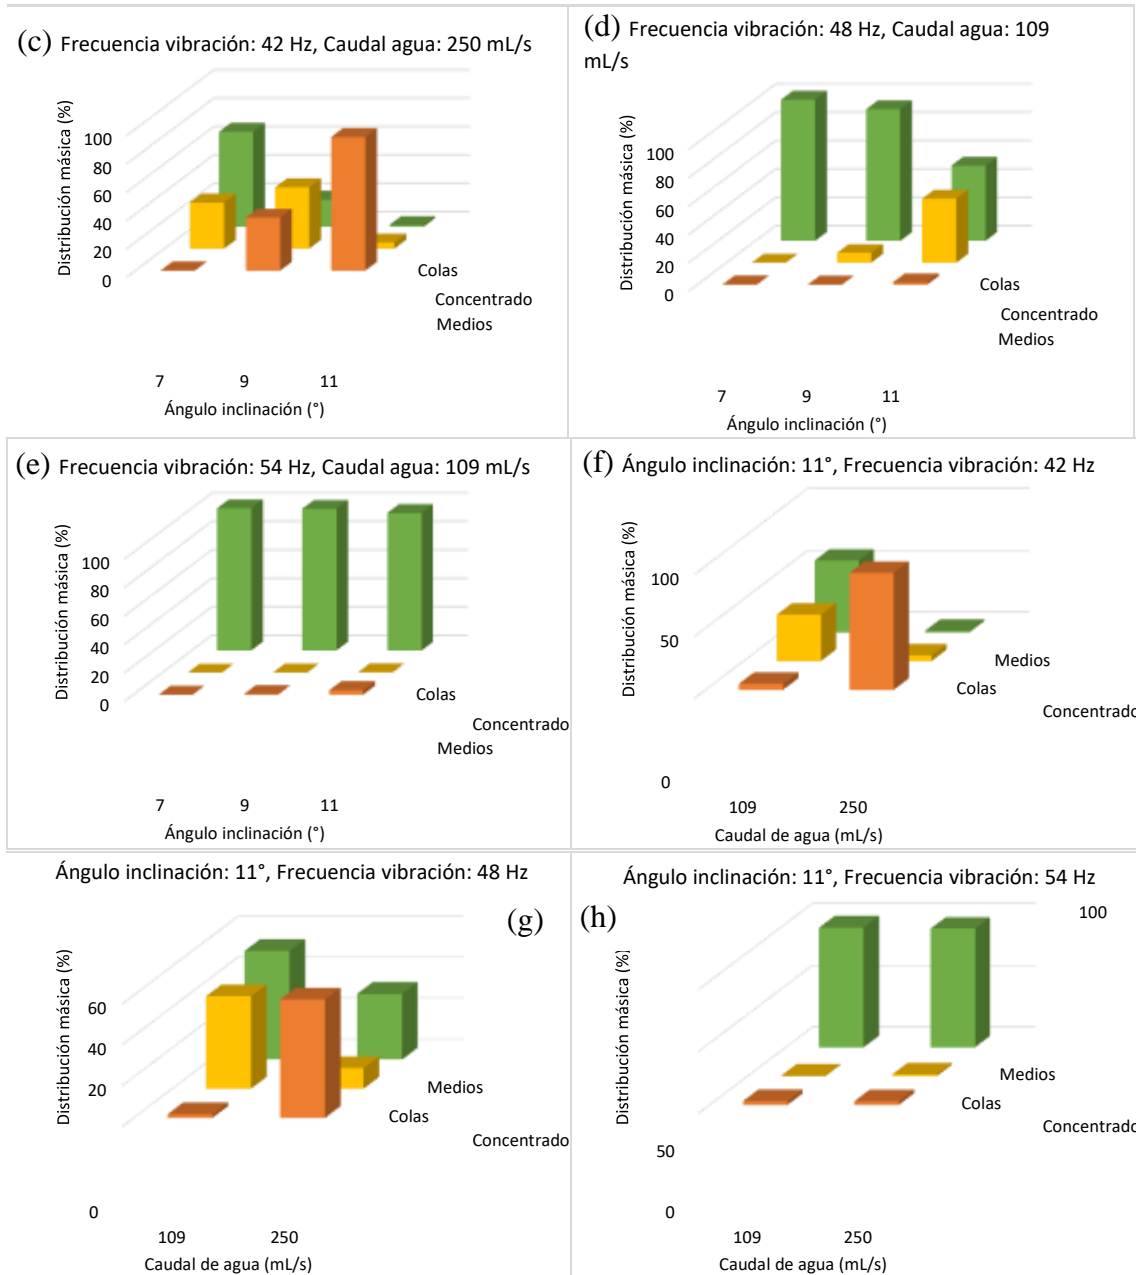 (c) Frecuencia vibración: 42 Hz, Caudal agua: 250 mL/s
Distribución másica (%)
100
80
60
40
20
0
Colas
Concentrado
Medios
7 9 11
Ángulo inclinación (°)
(d) Frecuencia vibración: 48 Hz, Caudal agua: 109
mL/s
Distribución másica (%)
100
80
60
40
20
0
Colas
Concentrado
Medios
7 9 11
Ángulo inclinación (°)
(e) Frecuencia vibración: 54 Hz, Caudal agua: 109 mL/s
Distribución másica (%)
100
80
60
40
20
0
Colas
Concentrado
Medios
7 9 11
Ángulo inclinación (°)
(f) Ángulo inclinación: 11°, Frecuencia vibración: 42 Hz
Distribución másica (%)
100
50
Medios
Colas
Concentrado
0
109 250
Caudal de agua (mL/s)
Ángulo inclinación: 11°, Frecuencia vibración: 48 Hz
(g)
Distribución másica (%)
60
40
20
Medios
Colas
Concentrado
0
109 250
Caudal de agua (mL/s)
Ángulo inclinación: 11°, Frecuencia vibración: 54 Hz
(h)
100
Distribución másica (%)
Medios
Colas
Concentrado
50
0
109 250
Caudal de agua (mL/s)